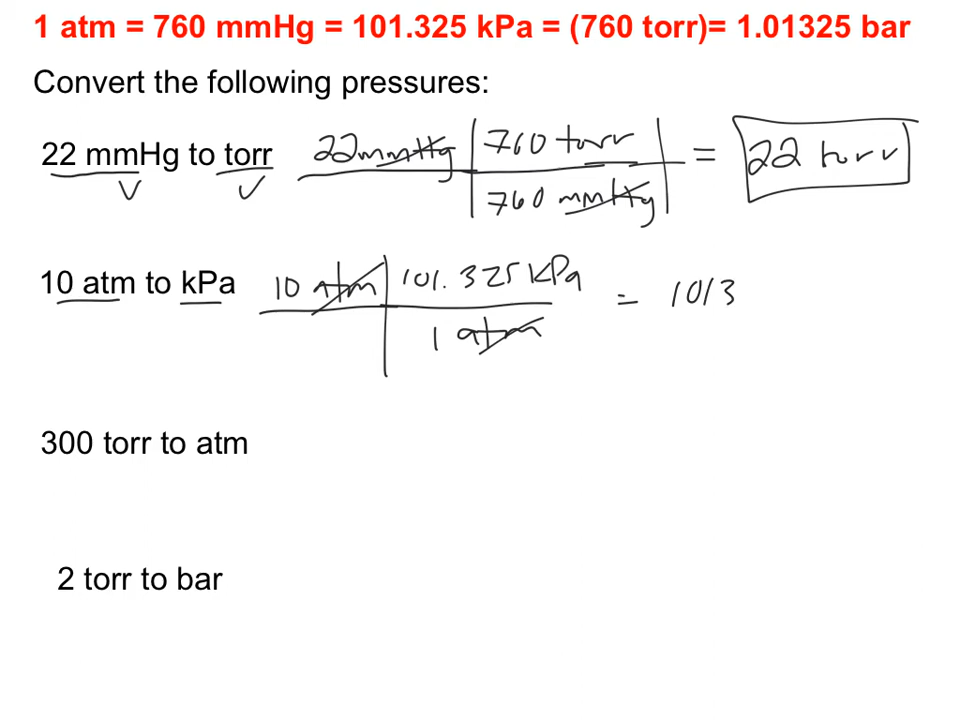 1 atm = 760 mmHg = 101.325 kPa = (760 torr)= 1.01325 bar
Convert the following pressures:
22 mmHg to torr 22mmHg 760 torr = 22 torr
760 mmHg
10 atm to kPa 10 atm 101.325 kPa = 1013
1 atm
300 torr to atm
2 torr to bar